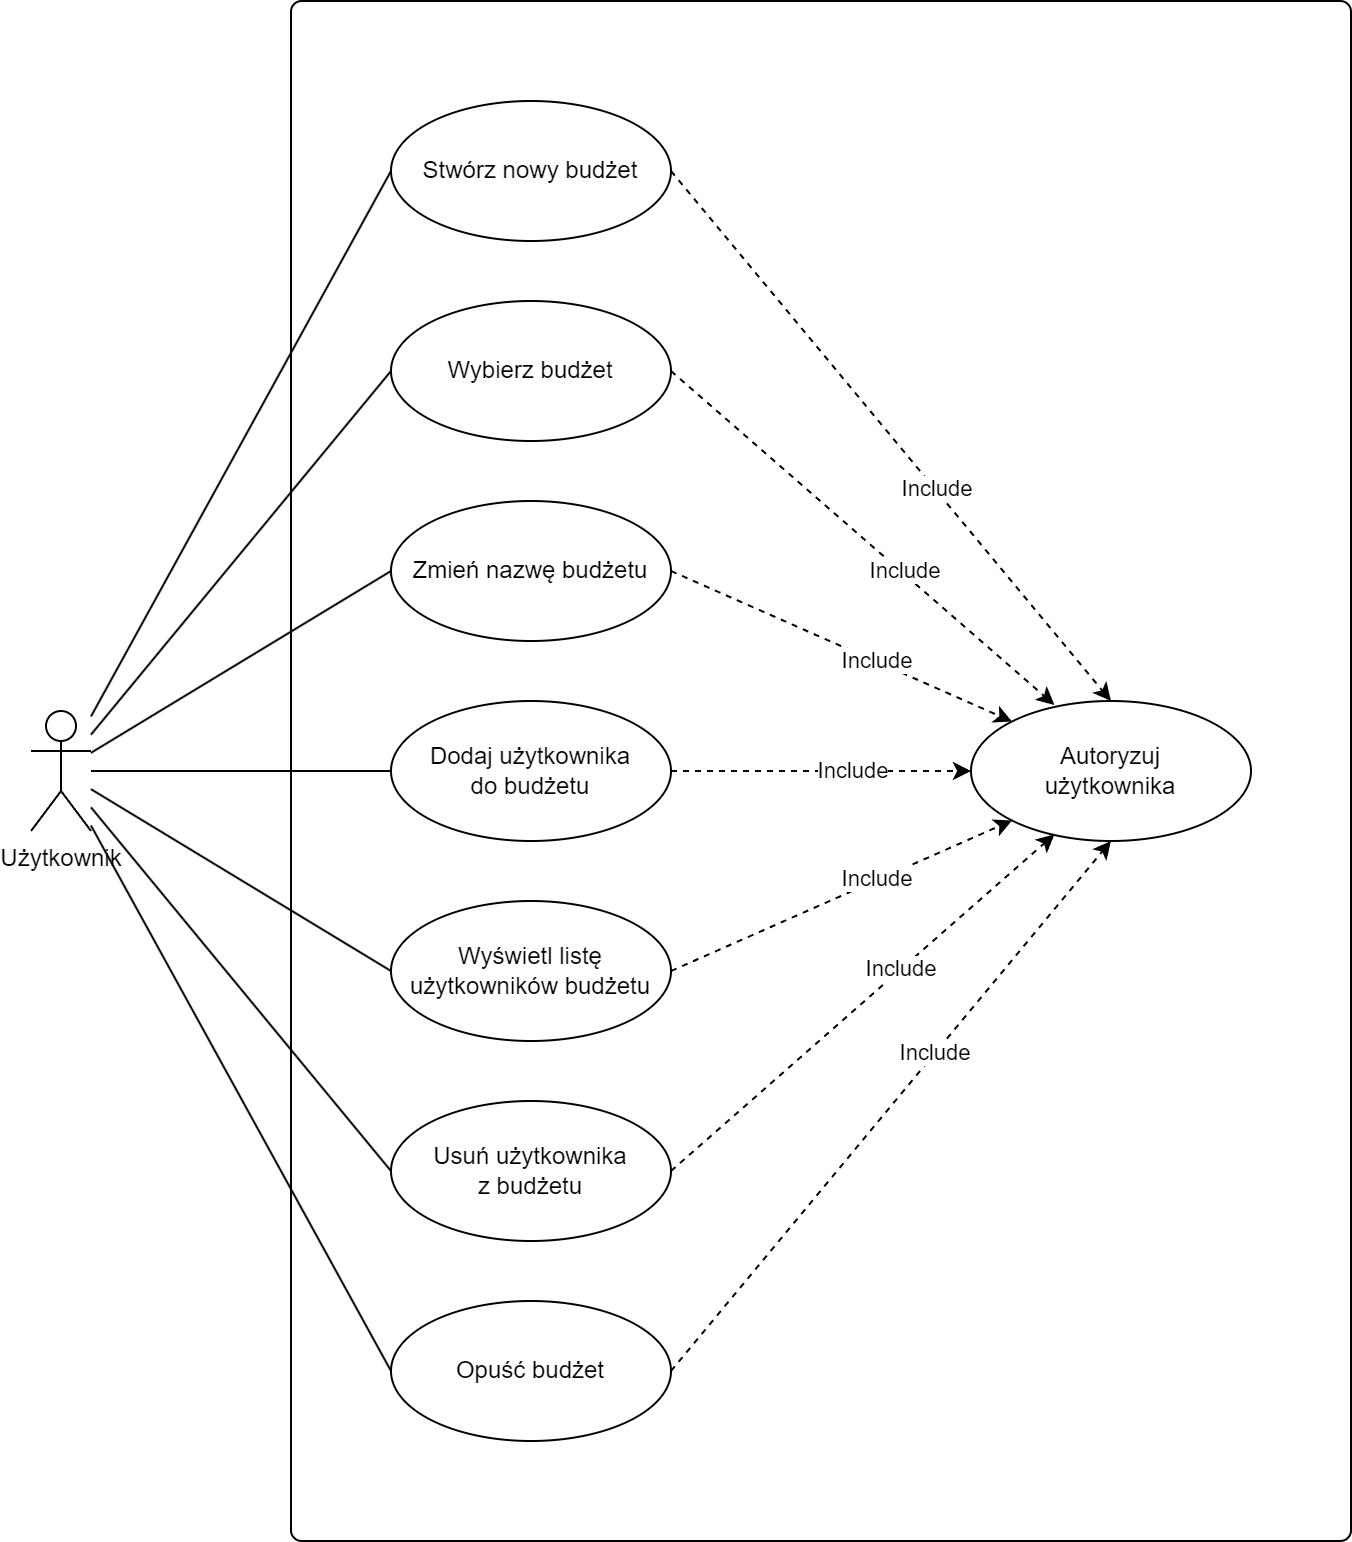 Stwórz nowy budżet
Wybierz budżet
Include
Zmień nazwę budżetu
Include
Include
Dodaj użytkownika
do budżetu
Include
Autoryzuj
użytkownika
Użytkownik
Wyświetl listę
użytkowników budżetu
Include
Include
Include
Usuń użytkownika
z budżetu
Opuść budżet